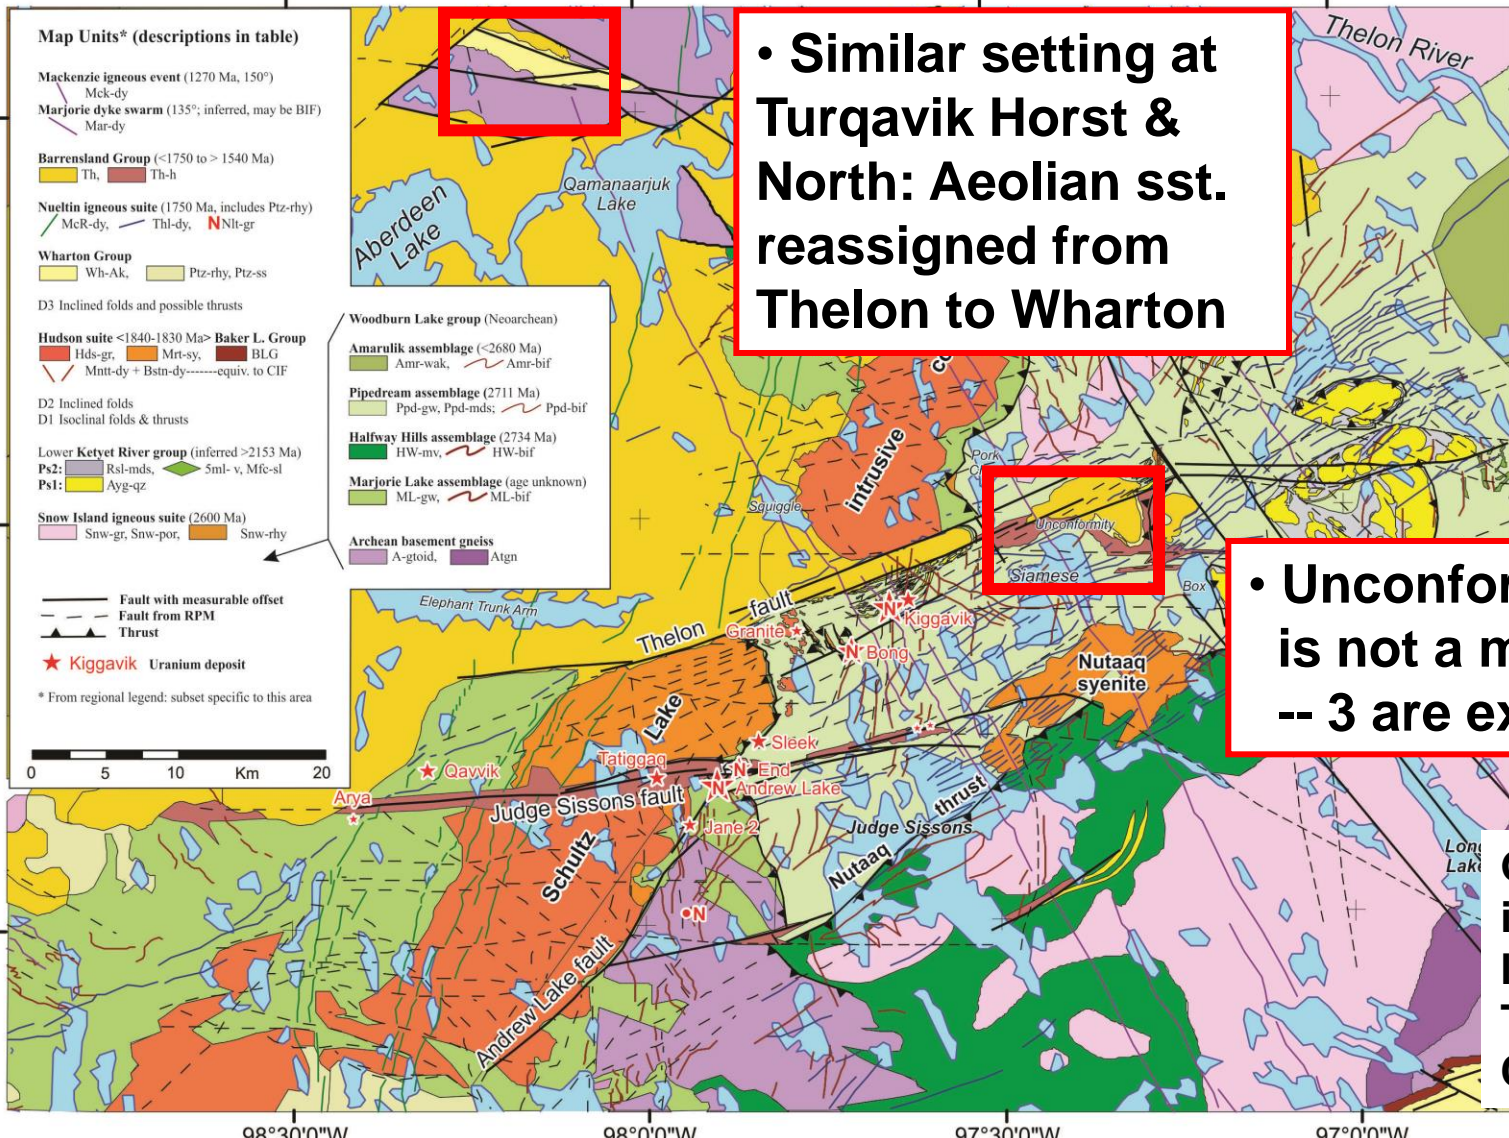 Map Units* (descriptions in table)
Mackenzie igneous event (1270 Ma, 150°)
Mck-dy
Marjorie dyke swarm (135°; inferred, may be BIF)
Mar-dy
Barrensland Group (<1750 to > 1540 Ma)
Th, Th-h
Nueltin igneous suite (1750 Ma, includes Ptz-rhy)
McR-dy, Thl-dy, N Nlt-gr
Wharton Group
Wh-Ak, Ptz-rhy, Ptz-ss
D3 Inclined folds and possible thrusts
Hudson suite <1840-1830 Ma> Baker L. Group
Hds-gr, Mrt-sy, BLG
Mntt-dy + Bstn-dy-------equiv. to CIF
D2 Inclined folds
D1 Isoclinal folds & thrusts
Lower Ketyet River group (inferred >2153 Ma)
Ps2: Rsl-mds, 5ml- v, Mfc-sl
Ps1: Ayg-qz
Snow Island igneous suite (2600 Ma)
Snw-gr, Snw-por, Snw-rhy
Woodburn Lake group (Neoarchean)
Amarulik assemblage (<2680 Ma)
Amr-wak, Amr-bif
Pipedream assemblage (2711 Ma)
Ppd-gw, Ppd-mds; Ppd-bif
Halfway Hills assemblage (2734 Ma)
HW-mv, HW-bif
Marjorie Lake assemblage (age unknown)
ML-gw, ML-bif
Archean basement gneiss
A-gtoid, Atgn
Fault with measurable offset
Fault from RPM
Thrust
Kiggavik Uranium deposit
* From regional legend: subset specific to this area
0 5 10 Km 20
• Similar setting at
Turqavik Horst &
North: Aeolian sst.
reassigned from
Thelon to Wharton
Thelon River
Aberdeen
Lake
Qamanaarjuk
Lake
intrusive
Pork
Squiggle
Unconformity
Siamese
Box
• Unconfor
is not a m
-- 3 are ex
Elephant Trunk Arm
Thelon fault
Granite
Kiggavik
N
Bong
N
Nutaaq
syenite
Lake
Sleek
Tatiggaq
Qavvik
N End
N Andrew Lake
Arya
Judge Sissons fault
Jane 2
Judge Sissons
Nutaaq thrust
Schultz
N
Andrew Lake fault
Long
Lake
98°30'0"W 98°0'0"W 97°30'0"W 97°0'0"W